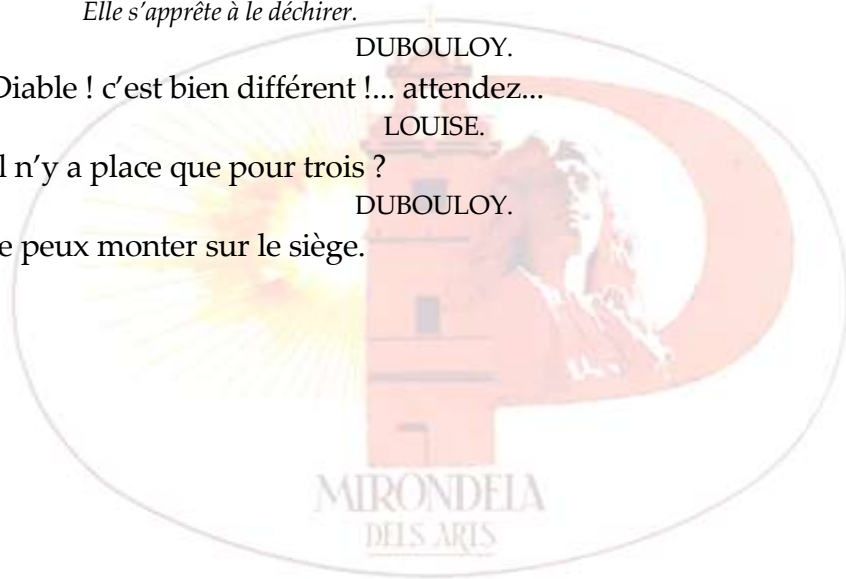 Elle s’apprête à le déchirer.
DUBOULOY.
Diable ! c’est bien différent !... attendez...
LOUISE.
l n’y a place que pour trois ?
DUBOULOY.
e peux monter sur le siège.
MIRONDELA
DELS ARTS